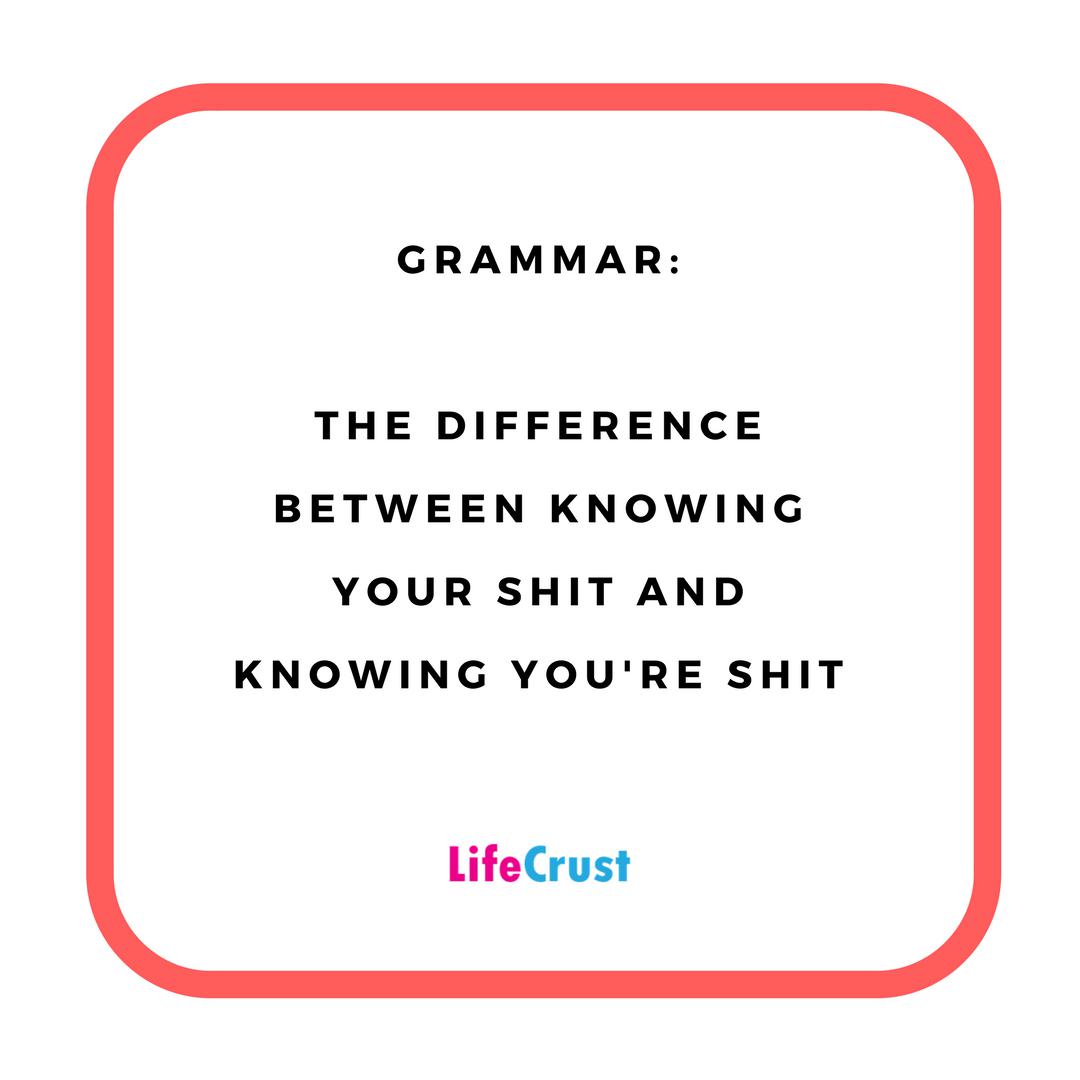 GRAMMAR:
THE DIFFERENCE
BETWEEN KNOWING
YOUR SHIT AND
KNOWING YOU'RE SHIT
LifeCrust